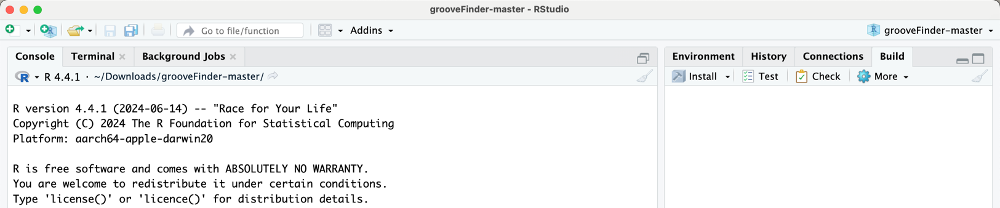 grooveFinder-master - RStudio
Go to file/function
Addins
grooveFinder-master
Console Terminal Background Jobs
R 4.4.1 · ~/Downloads/grooveFinder-master/
R version 4.4.1 (2024-06-14) -- "Race for Your Life"
Copyright (C) 2024 The R Foundation for Statistical Computing
Platform: aarch64-apple-darwin20
R is free software and comes with ABSOLUTELY NO WARRANTY.
You are welcome to redistribute it under certain conditions.
Type 'license()' or 'licence()' for distribution details.
Environment History Connections Build
Install Test Check More